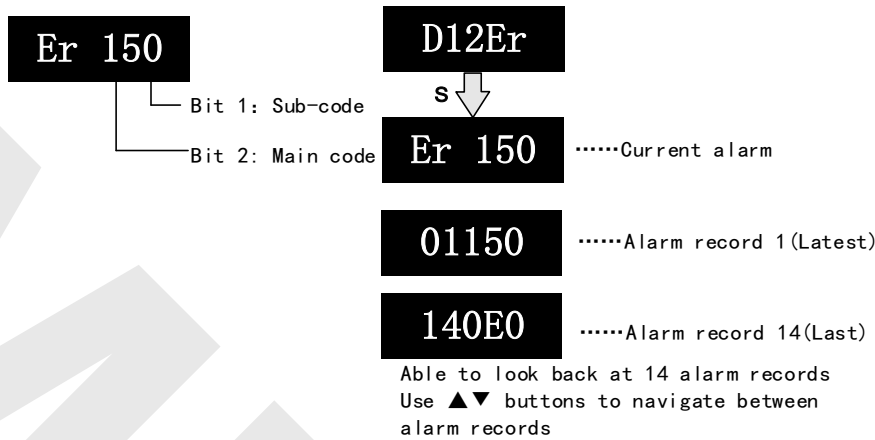 Er 150
Bit 1: Sub-code
Bit 2: Main code
D12Er
S
Er 150 ······Current alarm
01150 ······Alarm record 1(Latest)
140E0 ······Alarm record 14(Last)
Able to look back at 14 alarm records
Use ▲▼ buttons to navigate between
alarm records